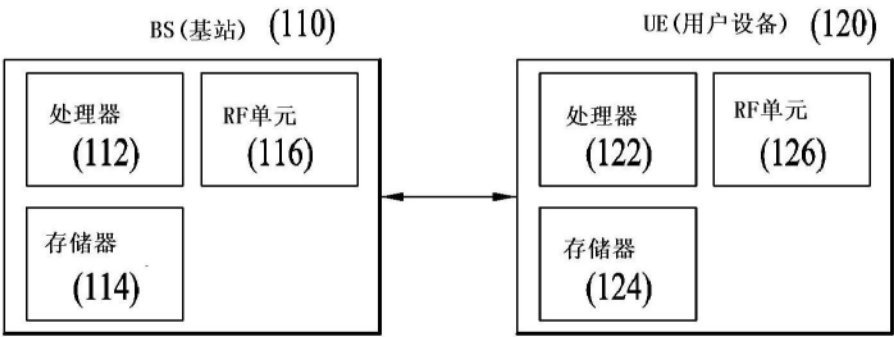 BS(基站) (110)
处理器
(112)
RF单元
(116)
存储器
(114)
UE(用户设备) (120)
处理器
(122)
RF单元
(126)
存储器
(124)